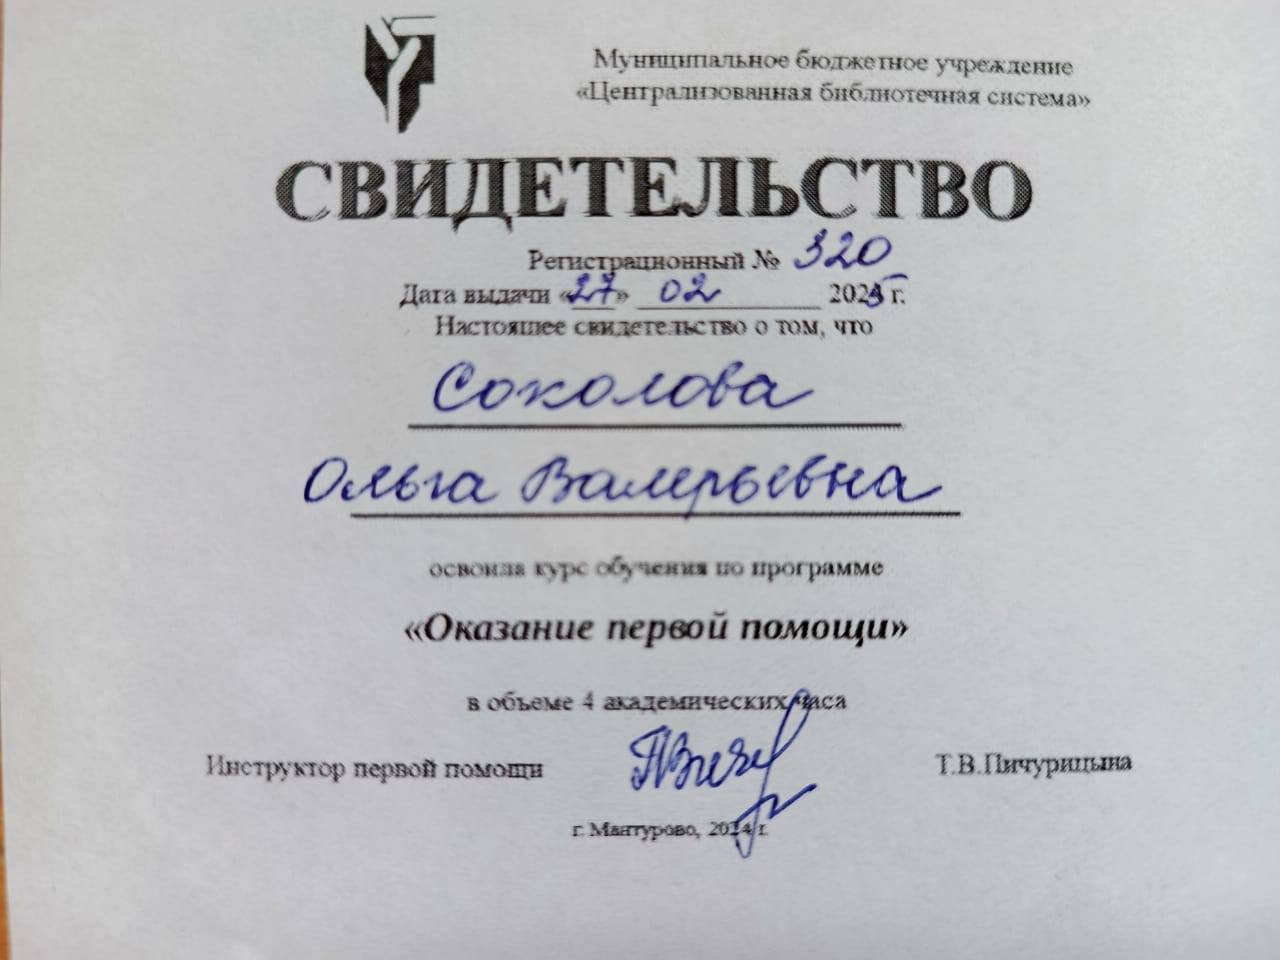 Муниципальное бюджетное учреждение
«Централизованная библиотечная система»
СВИДЕТЕЛЬСТВО
Регистрационный № 320
Дата выдачи «27» 02 2025 г.
Настоящее свидетельство о том, что
Соколова
Ольга Валерьевна
освоила курс обучения по программе
«Оказание первой помощи»
в объеме 4 академических часа
Инструктор первой помощи Т.В.Пичурицына
г. Мантурово, 2024 г.